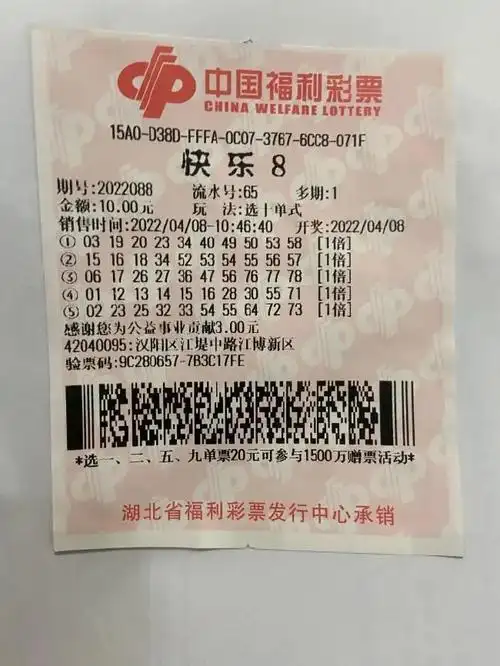 中国福利彩票
CHINA WELFARE LOTTERY
15A0-D38D-FFFA-0C07-3767-6CC8-071F
快乐8
期号:2022088 流水号:65 多期:1
金额:10.00元 玩 法:选十单式
销售时间:2022/04/08-10:46:40 开奖:2022/04/08
① 03 19 20 23 34 40 49 50 53 58 [1倍]
② 15 16 18 34 52 53 54 55 56 57 [1倍]
③ 06 17 26 27 36 47 56 76 77 78 [1倍]
④ 01 12 13 14 15 16 28 30 55 71 [1倍]
⑤ 02 23 25 32 33 54 55 64 72 73 [1倍]
感谢您为公益事业贡献3.00元
42040095:汉阳区江堤中路江博新区
验票码:9C280657-7B3C17FE
*选一、二、五、九单票20元可参与1500万赠票活动*
湖北省福利彩票发行中心承销